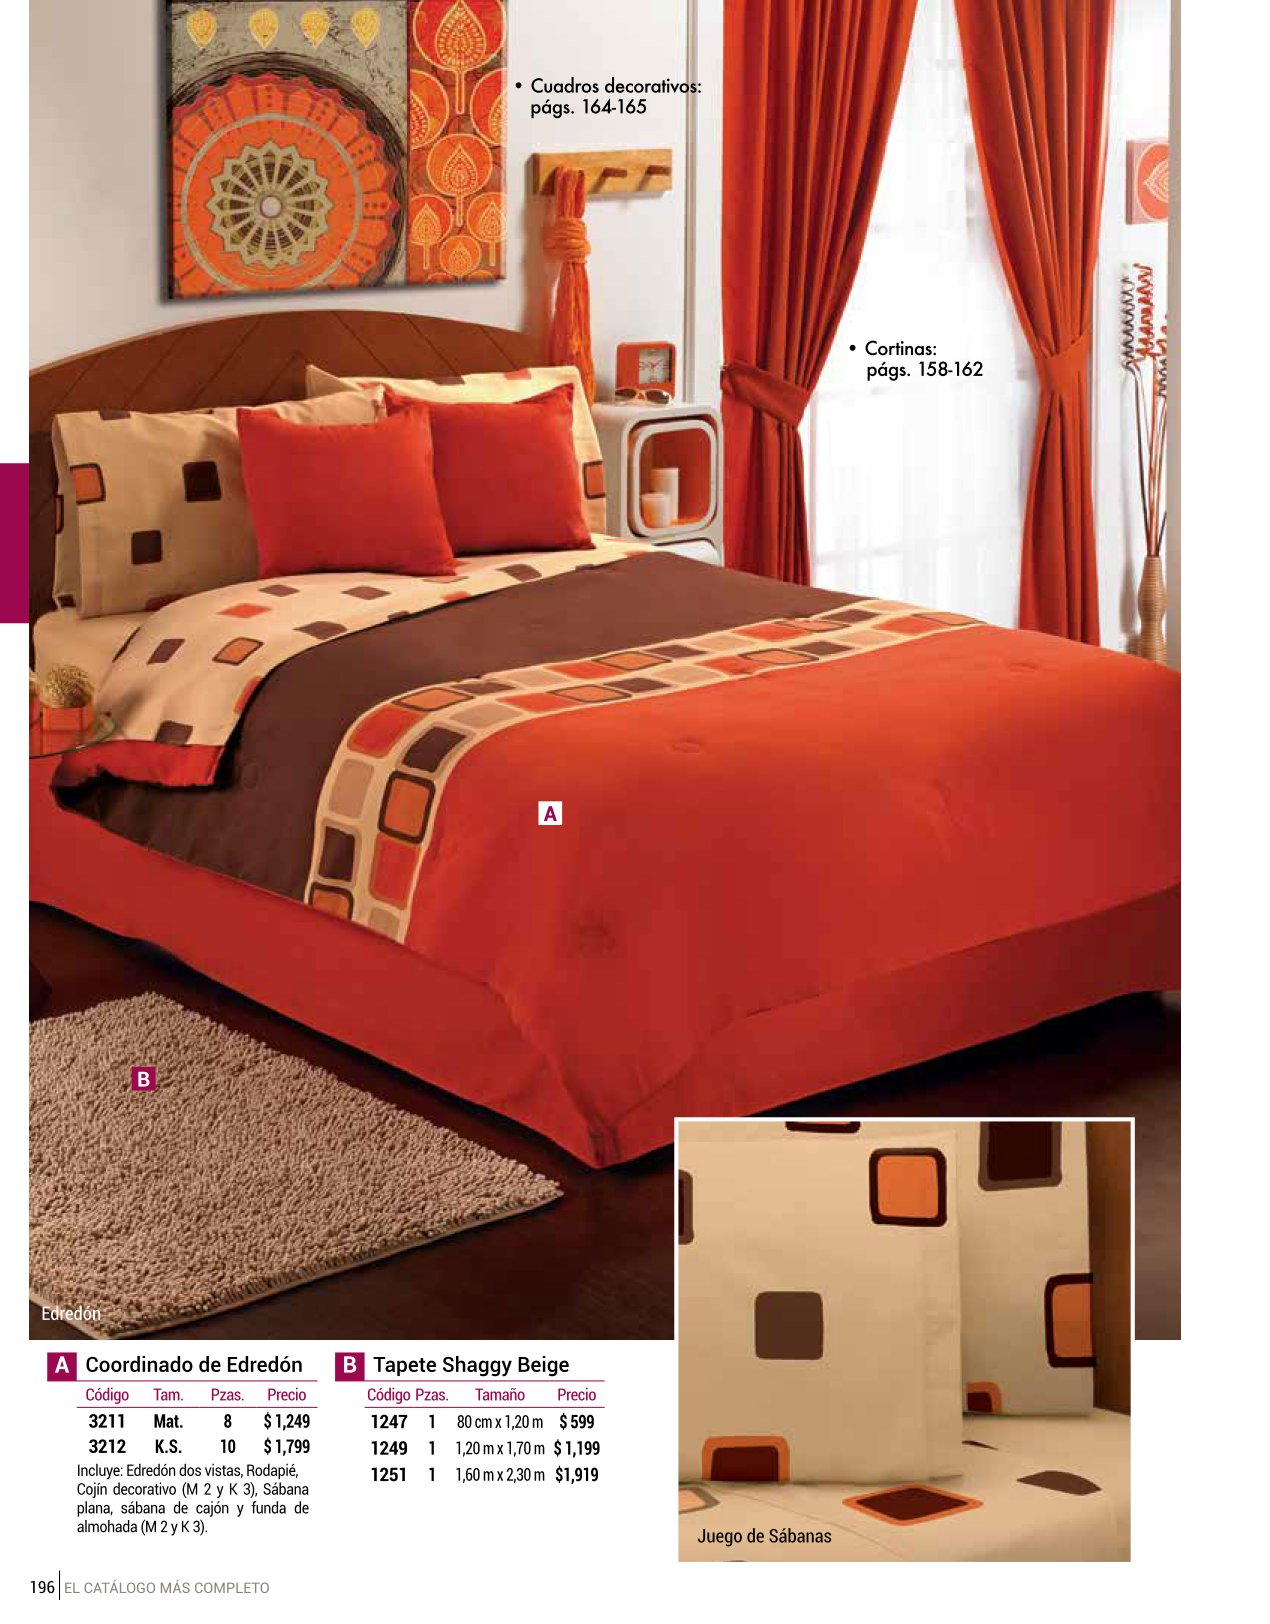 • Cuadros decorativos:
págs. 164-165
• Cortinas:
págs. 158-162
A
B
Edredón
A Coordinado de Edredón
Código Tam. Pzas. Precio
3211 Mat. 8 $ 1,249
3212 K.S. 10 $ 1,799
Incluye: Edredón dos vistas, Rodapié,
Cojín decorativo (M 2 y K 3), Sábana
plana, sábana de cajón y funda de
almohada (M 2 y K 3).
B Tapete Shaggy Beige
Código Pzas. Tamaño Precio
1247 1 80 cm x 1,20 m $ 599
1249 1 1,20 m x 1,70 m $ 1,199
1251 1 1,60 m x 2,30 m $1,919
Juego de Sábanas
196 EL CATÁLOGO MÁS COMPLETO